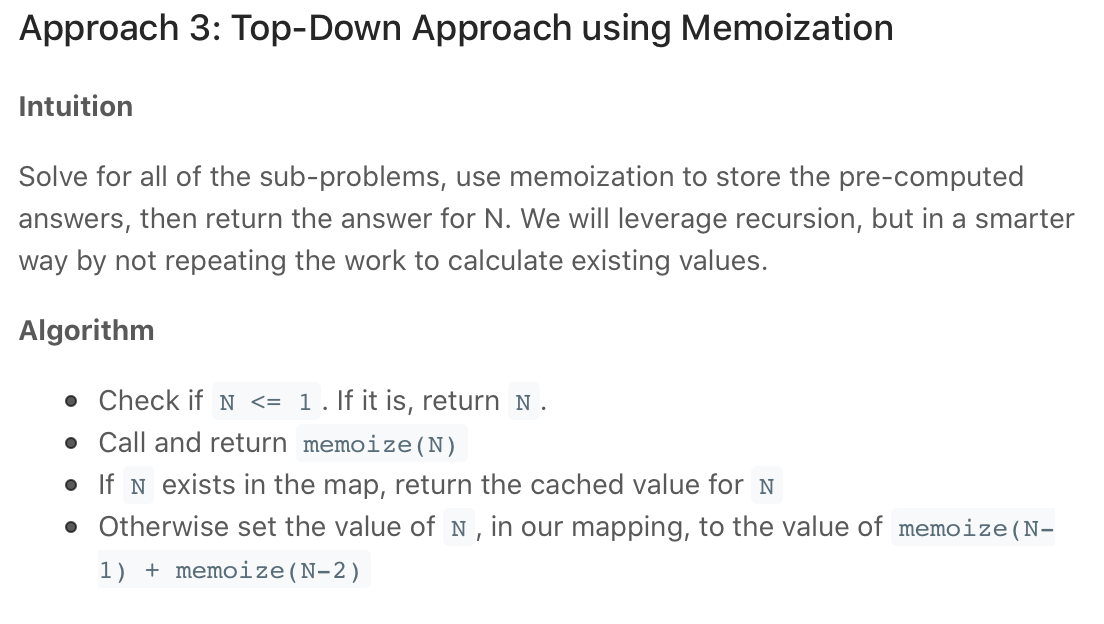 Approach 3: Top-Down Approach using Memoization
Intuition
Solve for all of the sub-problems, use memoization to store the pre-computed
answers, then return the answer for N. We will leverage recursion, but in a smarter
way by not repeating the work to calculate existing values.
Algorithm
• Check if N <= 1. If it is, return N.
• Call and return memoize(N)
• If N exists in the map, return the cached value for N
• Otherwise set the value of N, in our mapping, to the value of memoize(N-
1) + memoize(N-2)